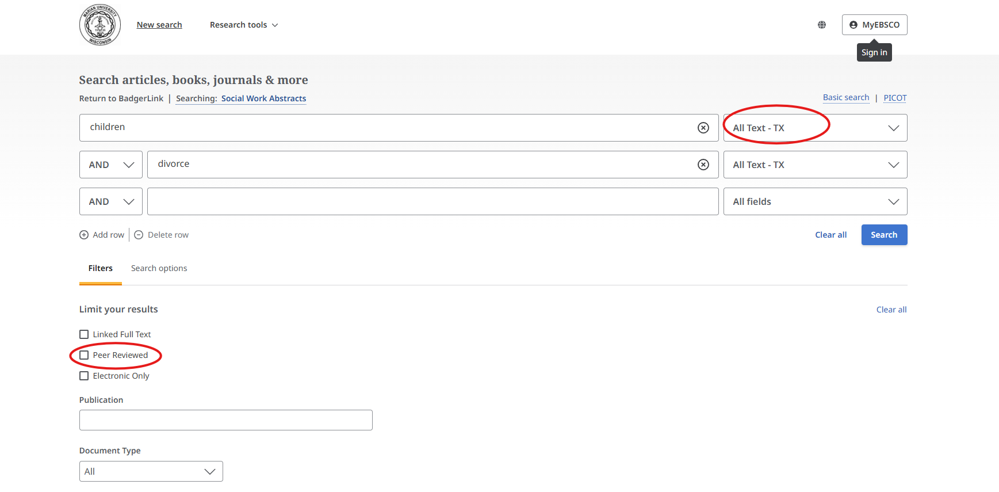 MARIAN UNIVERSITY
WISCONSIN
New search
Research tools
MyEBSCO
Sign in
Search articles, books, journals & more
Return to BadgerLink | Searching: Social Work Abstracts
Basic search | PICOT
children
All Text - TX
AND
divorce
All Text - TX
AND
All fields
Add row
Delete row
Clear all
Search
Filters
Search options
Limit your results
Clear all
Linked Full Text
Peer Reviewed
Electronic Only
Publication
Document Type
All